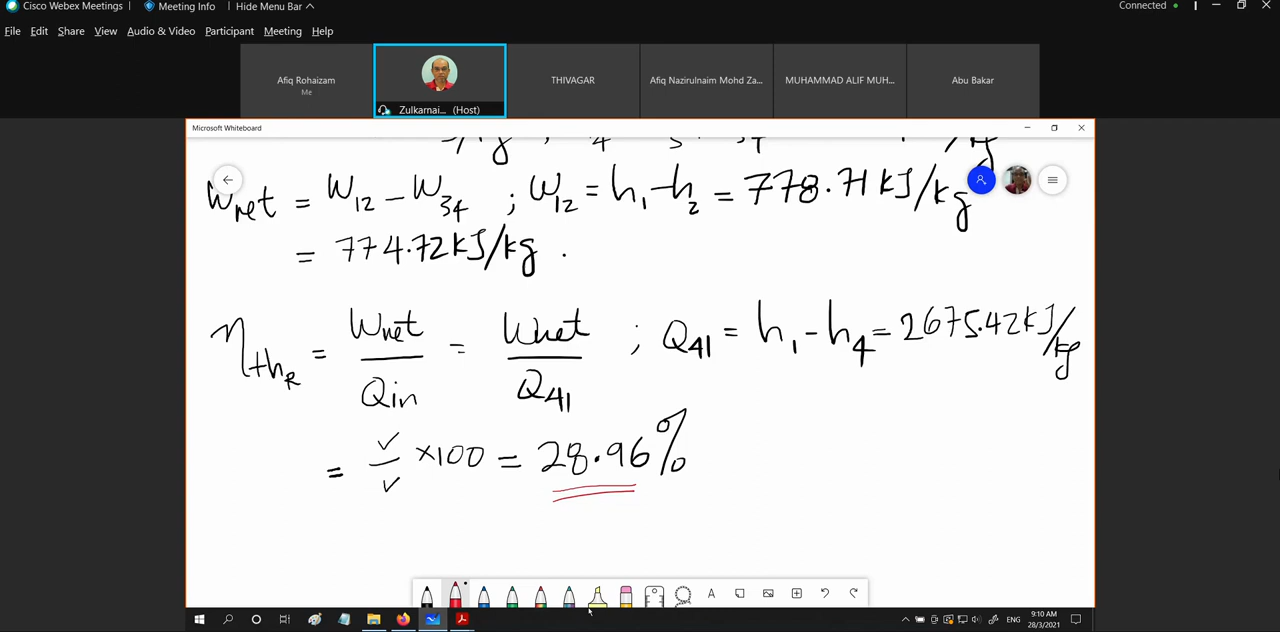 Cisco Webex Meetings | Meeting Info | Hide Menu Bar
Connected
File Edit Share View Audio & Video Participant Meeting Help
Afiq Rohaizam
Me
Zulkarnai... (Host)
THIVAGAR
Afiq Nazirulnaim Mohd Za...
MUHAMMAD ALIF MUH...
Abu Bakar
Microsoft Whiteboard
Wnet = W12 - W34 ; W12 = h1 - h2 = 778.71 kJ/kg
= 774.72 kJ/kg .
ηthR = Wnet/Qin = Wnet/Q41 ; Q41 = h1 - h4 = 2675.42 kJ/kg
= ✓/✓ ×100 = 28.96%
A
ENG
9:10 AM
28/3/2021